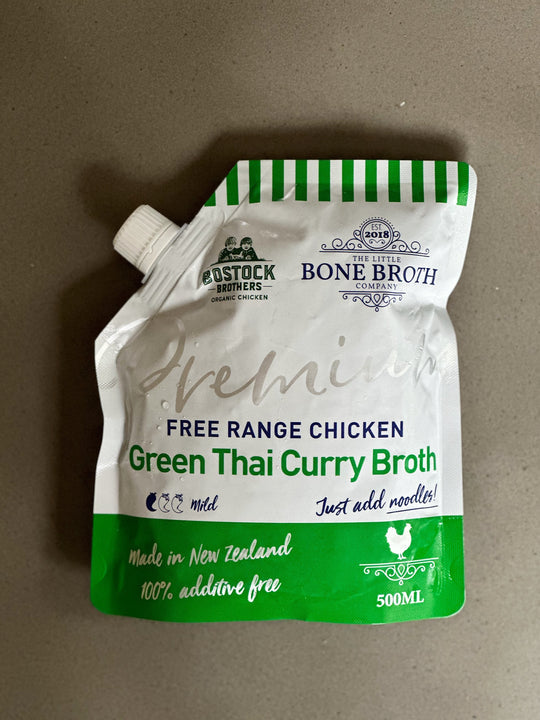 BOSTOCK
BROTHERS
ORGANIC CHICKEN
EST
2018
THE LITTLE
BONE BROTH
COMPANY
Premium
FREE RANGE CHICKEN
Green Thai Curry Broth
Mild
Just add noodles!
Made in New Zealand
100% additive free
500ML